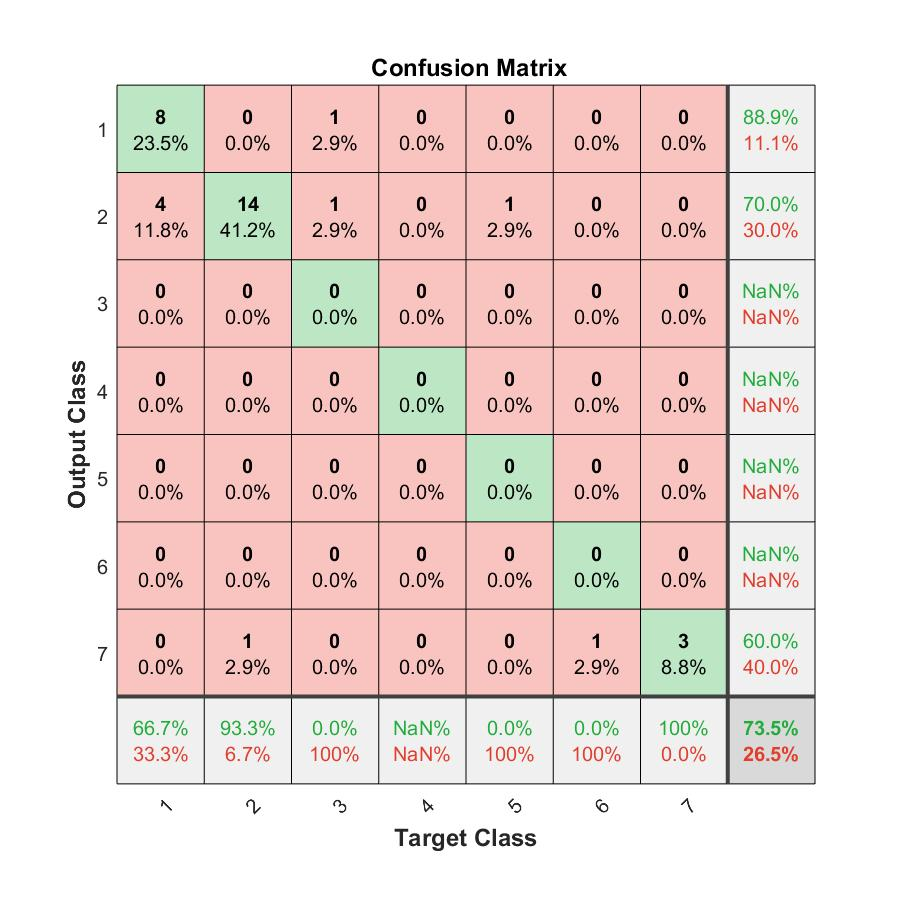 Confusion Matrix
1 8 0 1 0 0 0 0 88.9%
23.5% 0.0% 2.9% 0.0% 0.0% 0.0% 0.0% 11.1%
2 4 14 1 0 1 0 0 70.0%
11.8% 41.2% 2.9% 0.0% 2.9% 0.0% 0.0% 30.0%
3 0 0 0 0 0 0 0 NaN%
0.0% 0.0% 0.0% 0.0% 0.0% 0.0% 0.0% NaN%
4 0 0 0 0 0 0 0 NaN%
0.0% 0.0% 0.0% 0.0% 0.0% 0.0% 0.0% NaN%
5 0 0 0 0 0 0 0 NaN%
0.0% 0.0% 0.0% 0.0% 0.0% 0.0% 0.0% NaN%
6 0 0 0 0 0 0 0 NaN%
0.0% 0.0% 0.0% 0.0% 0.0% 0.0% 0.0% NaN%
7 0 1 0 0 0 1 3 60.0%
0.0% 2.9% 0.0% 0.0% 0.0% 2.9% 8.8% 40.0%
66.7% 93.3% 0.0% NaN% 0.0% 0.0% 100% 73.5%
33.3% 6.7% 100% NaN% 100% 100% 0.0% 26.5%
1 2 3 4 5 6 7
Target Class
Output Class